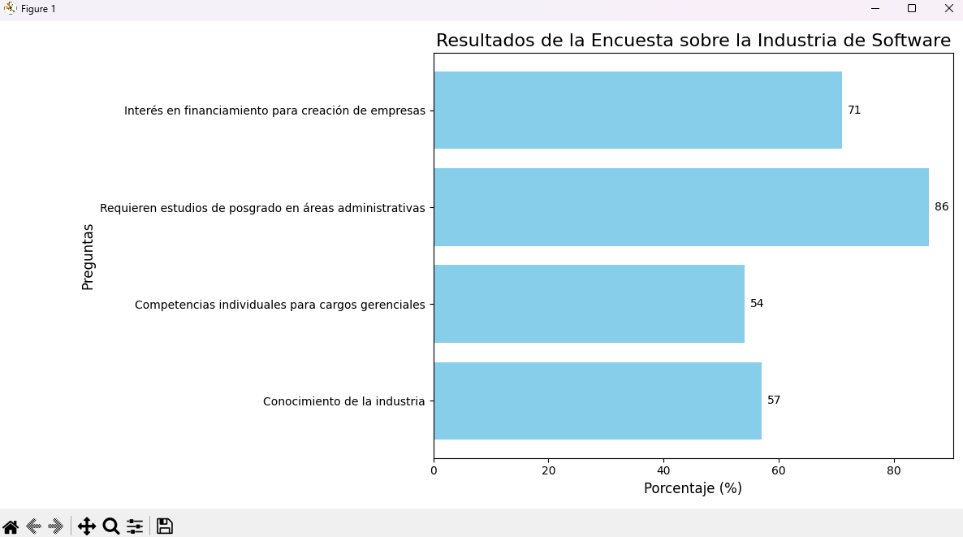 Figure 1
Resultados de la Encuesta sobre la Industria de Software
Interés en financiamiento para creación de empresas
71
Requieren estudios de posgrado en áreas administrativas
86
Preguntas
Competencias individuales para cargos gerenciales
54
Conocimiento de la industria
57
0 20 40 60 80
Porcentaje (%)